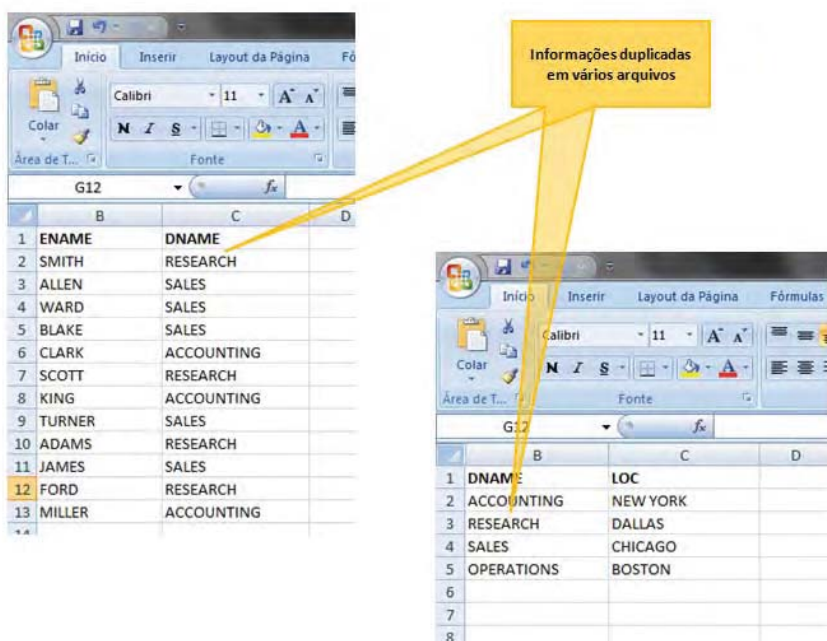 Informações duplicadas
em vários arquivos
Início Inserir Layout da Página Fó
Colar
Calibri 11 A A
N I S A
Área de T... Fonte
G12 fx
B C D
1 ENAME DNAME
2 SMITH RESEARCH
3 ALLEN SALES
4 WARD SALES
5 BLAKE SALES
6 CLARK ACCOUNTING
7 SCOTT RESEARCH
8 KING ACCOUNTING
9 TURNER SALES
10 ADAMS RESEARCH
11 JAMES SALES
12 FORD RESEARCH
13 MILLER ACCOUNTING
Início Inserir Layout da Página Fórmulas
Colar
Calibri 11 A A
N I S A
Área de T... Fonte
G12 fx
B C D
1 DNAME LOC
2 ACCOUNTING NEW YORK
3 RESEARCH DALLAS
4 SALES CHICAGO
5 OPERATIONS BOSTON
6
7
8